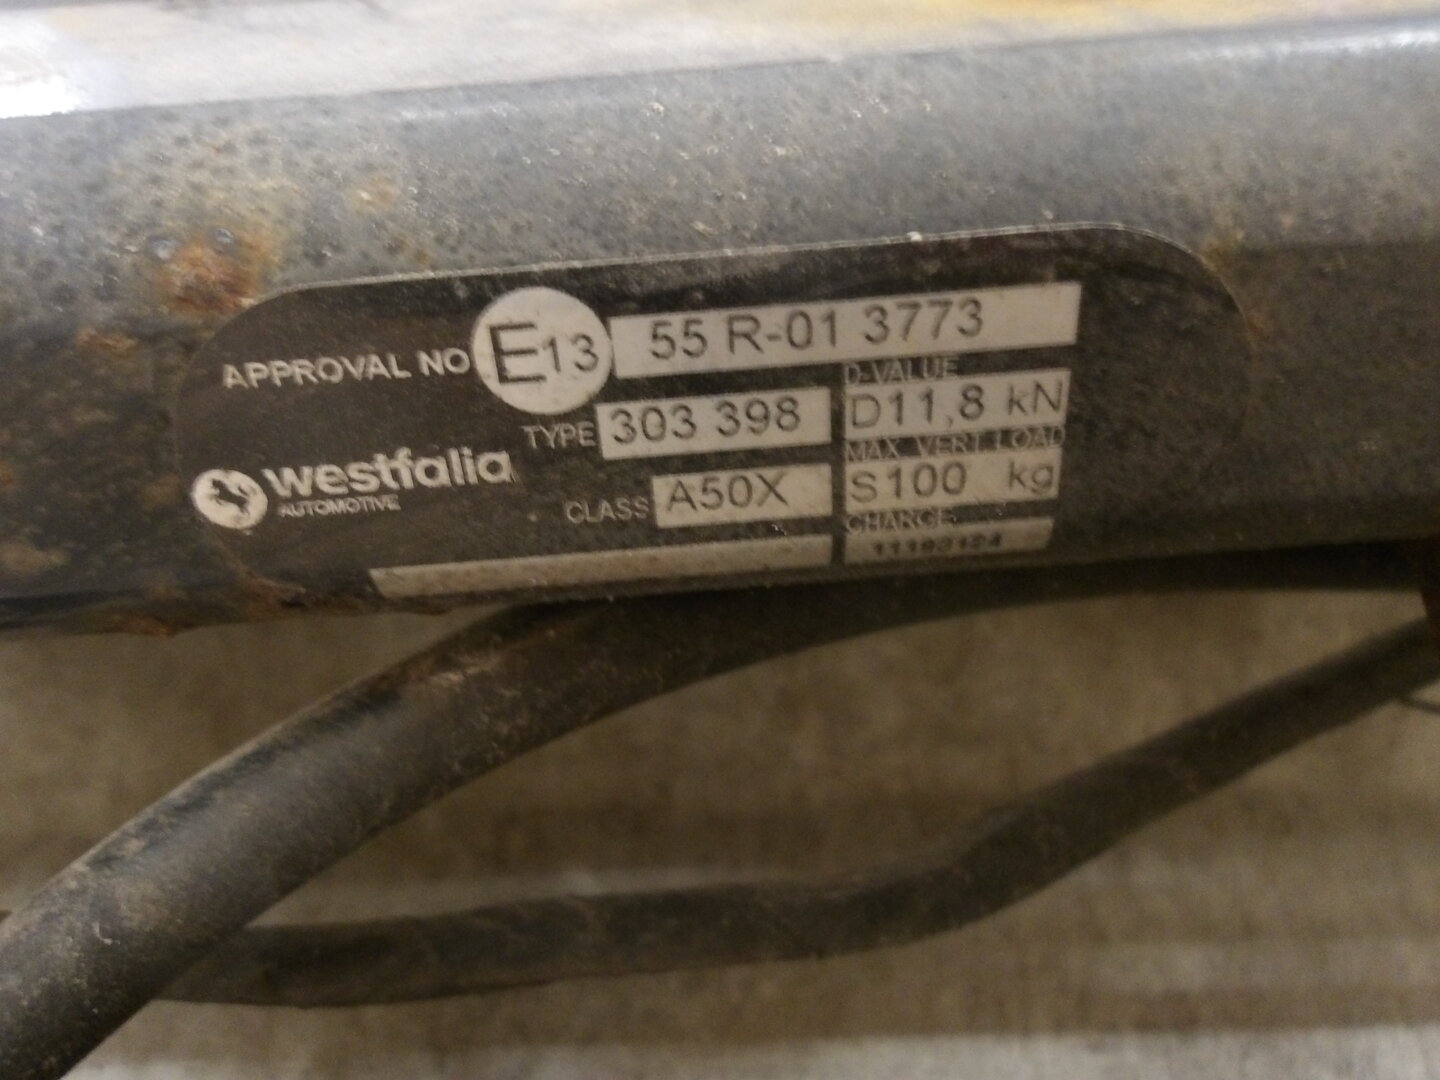 APPROVAL NO E13 55 R-01 3773
D-VALUE
TYPE 303 398 D11,8 kN
MAX. VERT.LOAD
westfalia
AUTOMOTIVE
CLASS A50X S100 kg
CHARGE